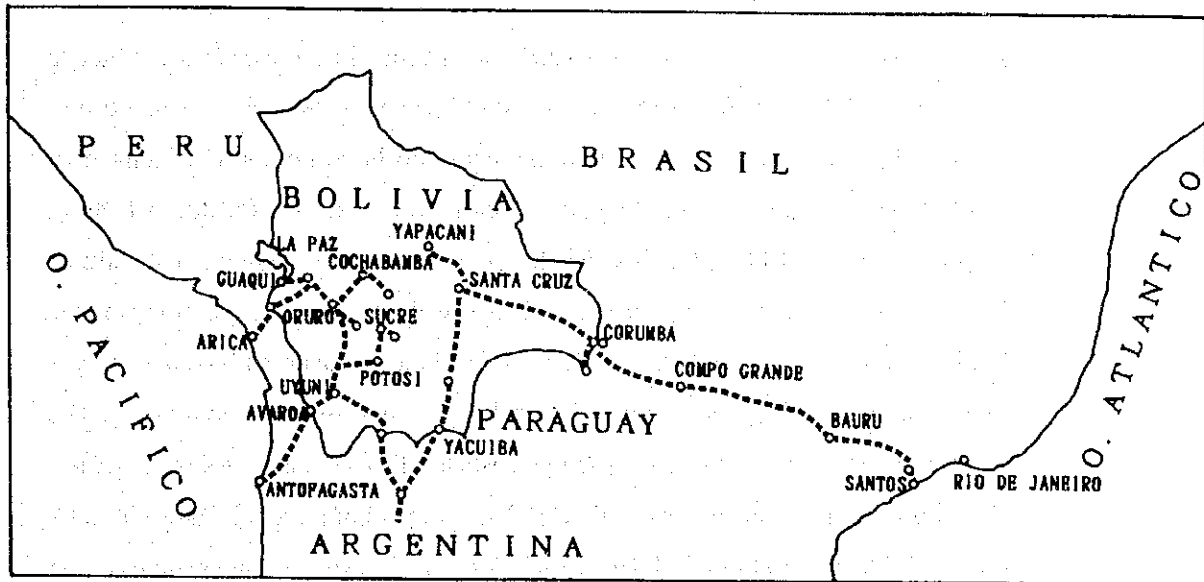 PERU
BRASIL
BOLIVIA
YAPACANI
LA PAZ
COCHABAMBA
GUAQUI
SANTA CRUZ
ORURO
SUCRE
ARICA
CORUMBA
POTOSI
COMPO GRANDE
UYUNI
AVAROA
PARAGUAY
BAURU
YACUIBA
ANTOFAGASTA
SANTOS
RIO DE JANEIRO
ARGENTINA
O. PACIFICO
O. ATLANTICO